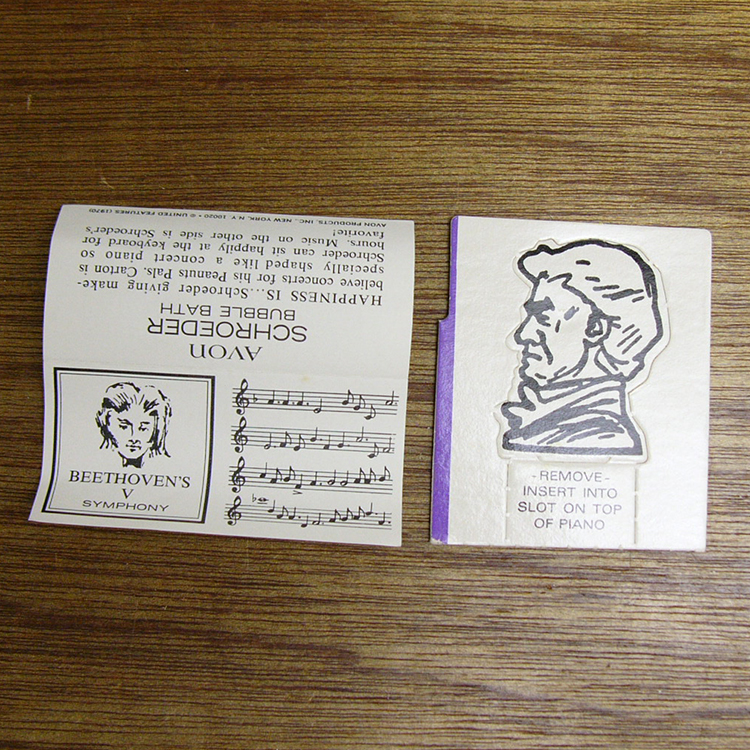 AVON
SCHROEDER
BUBBLE BATH
HAPPINESS IS...Schroeder giving make-
believe concerts for his Peanuts Pals. Carton is
specially shaped like a concert piano so
Schroeder can sit happily at the keyboard for
hours. Music on the other side is Schroeder's
favorite!
AVON PRODUCTS, INC. NEW YORK, N.Y. 10020 • © UNITED FEATURES (1970)
BEETHOVEN'S
V
SYMPHONY
-REMOVE-
INSERT INTO
SLOT ON TOP
OF PIANO